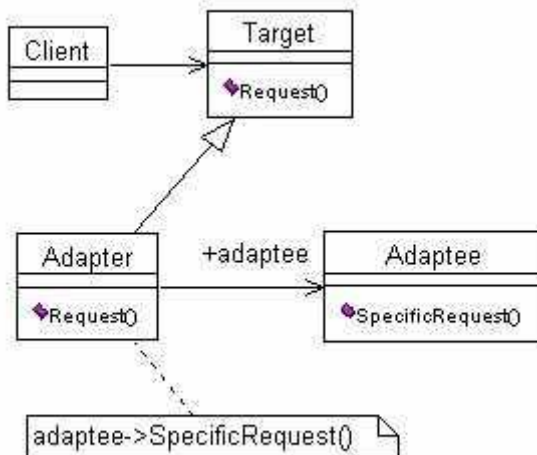 Client
Target
Request()
Adapter
Request()
+adaptee
Adaptee
SpecificRequest()
adaptee->SpecificRequest()